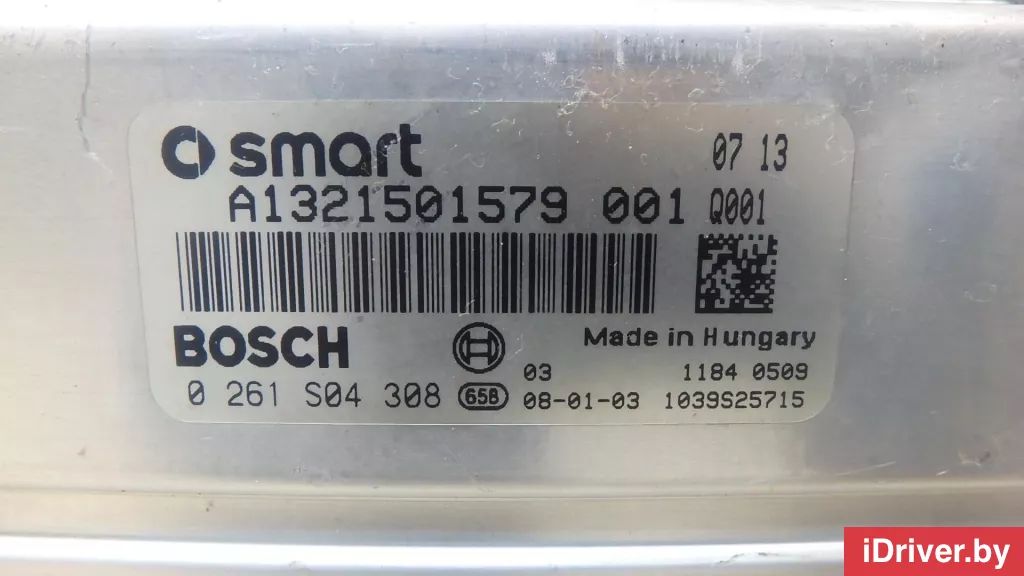 smart 07 13
A1321501579 001 Q001
BOSCH Made in Hungary
03 1184 0509
0 261 S04 308 65B 08-01-03 1039S25715
iDriver.by